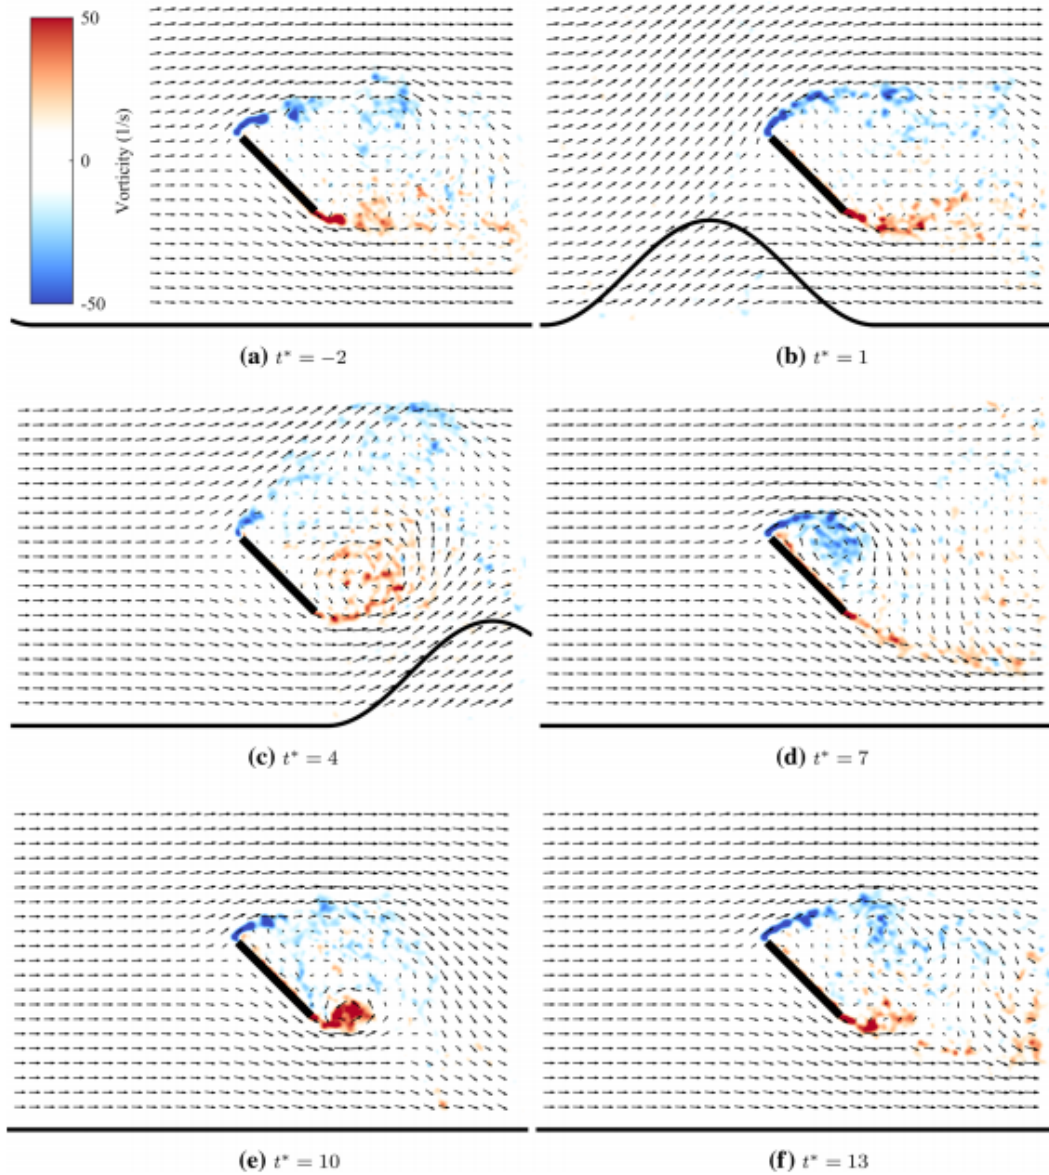 50
0
-50
Vorticity (1/s)
(a) t* = −2
(b) t* = 1
(c) t* = 4
(d) t* = 7
(e) t* = 10
(f) t* = 13